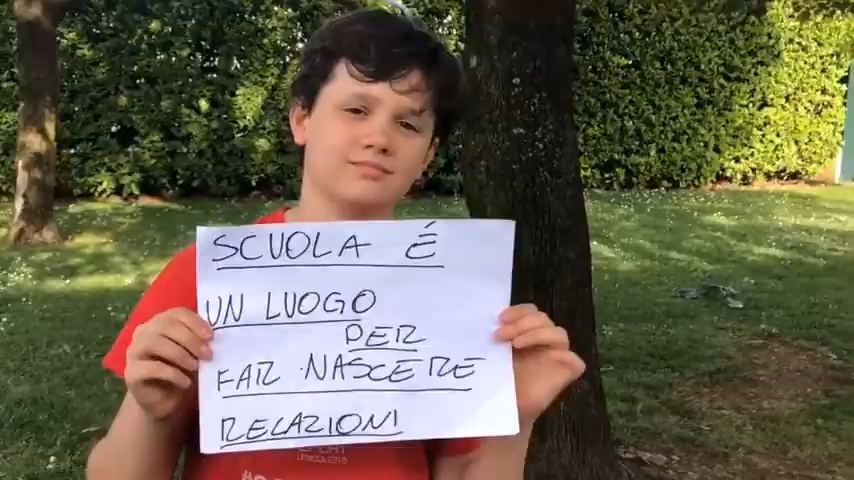 SCUOLA É
UN LUOGO
PER
FAR NASCERE
RELAZIONI